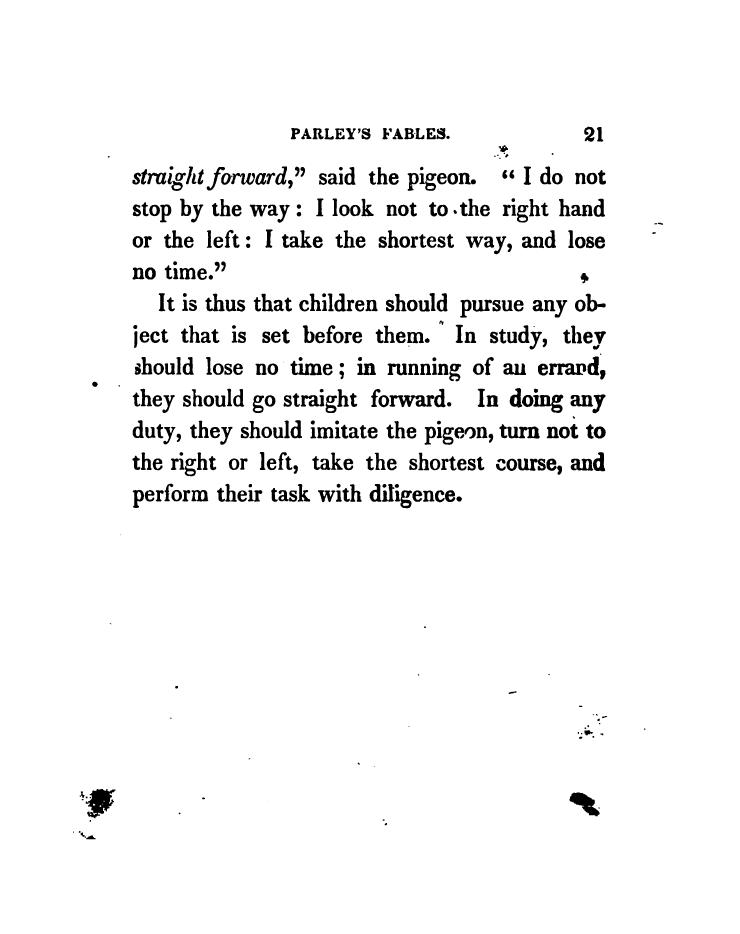 PARLEY'S FABLES. 21
straight forward," said the pigeon. "I do not
stop by the way: I look not to the right hand
or the left: I take the shortest way, and lose
no time."
It is thus that children should pursue any ob-
ject that is set before them. In study, they
should lose no time; in running of an errand,
they should go straight forward. In doing any
duty, they should imitate the pigeon, turn not to
the right or left, take the shortest course, and
perform their task with diligence.